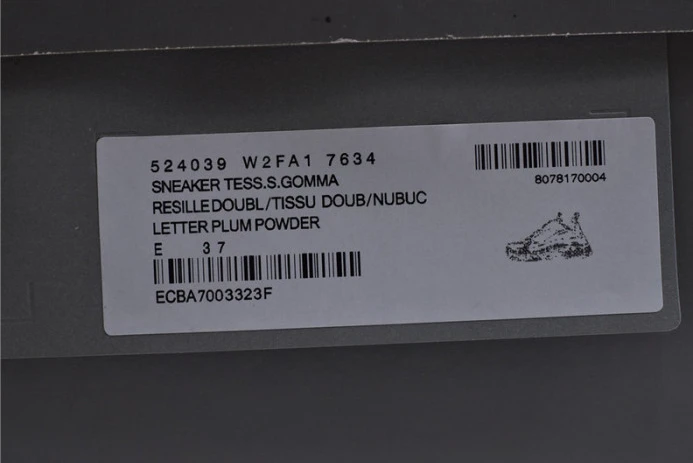 524039 W2FA1 7634
SNEAKER TESS.S.GOMMA
RESILLE DOUBL/TISSU DOUB/NUBUC
LETTER PLUM POWDER
E 37
ECBA7003323F
8078170004